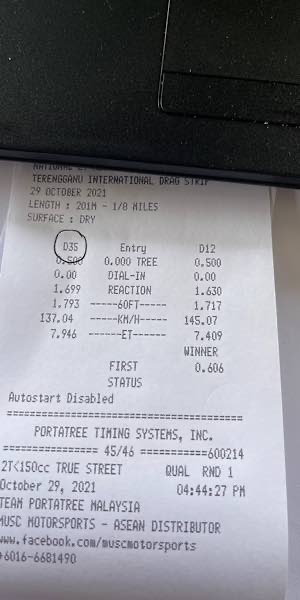 TERENGGANU INTERNATIONAL DRAG STRIP
29 OCTOBER 2021
LENGTH : 201M - 1/8 MILES
SURFACE : DRY
D35 Entry D12
0.500 0.000 TREE 0.500
0.00 DIAL-IN 0.00
1.699 REACTION 1.630
1.793 -----60FT----- 1.717
137.04 -----KM/H----- 145.07
7.946 ------ET------ 7.409
WINNER
FIRST 0.606
STATUS
Autostart Disabled
========================================
PORTATREE TIMING SYSTEMS, INC.
=============== 45/46 ===========600214
2T<150cc TRUE STREET QUAL RND 1
October 29, 2021 04:44:27 PM
TEAM PORTATREE MALAYSIA
MUSC MOTORSPORTS - ASEAN DISTRIBUTOR
www.facebook.com/muscmotorsports
+6016-6681490